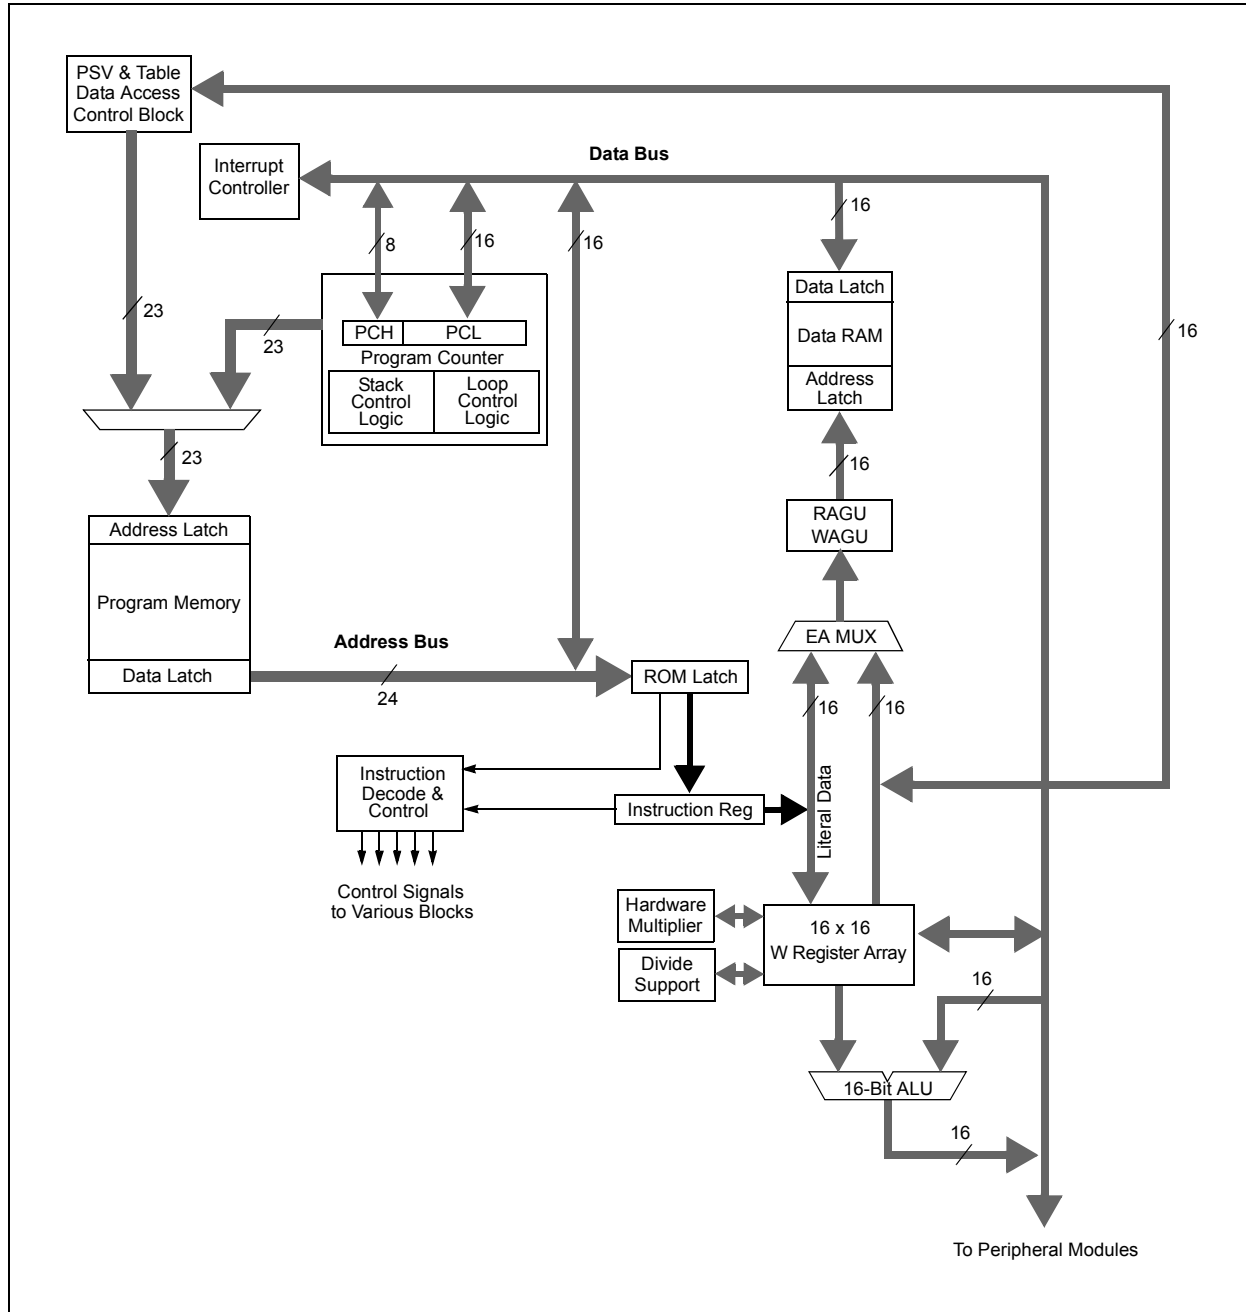 PSV & Table
Data Access
Control Block
Data Bus
Interrupt
Controller
16
8
16
16
23
23
16
Data Latch
Data RAM
Address
Latch
PCH
PCL
Program Counter
Stack
Control
Logic
Loop
Control
Logic
23
16
RAGU
WAGU
Address Latch
Program Memory
Data Latch
Address Bus
24
EA MUX
ROM Latch
16
16
Instruction
Decode &
Control
Instruction Reg
Literal Data
Control Signals
to Various Blocks
Hardware
Multiplier
16 x 16
W Register Array
Divide
Support
16
16-Bit ALU
16
To Peripheral Modules